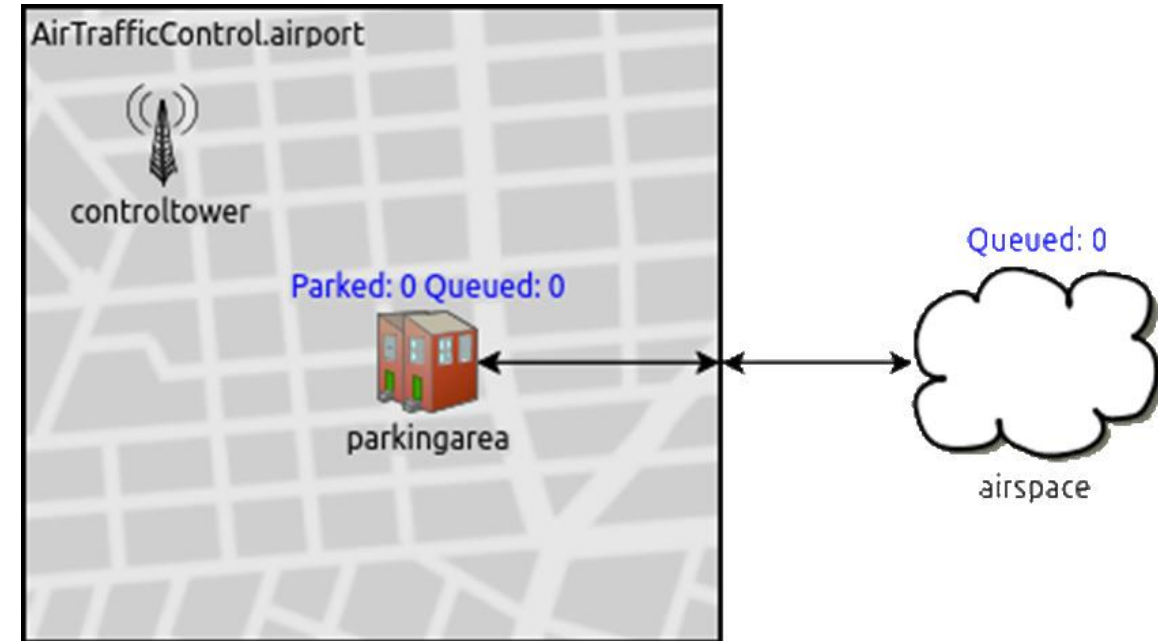 AirTrafficControl.airport
controltower
Queued: 0
Parked: 0 Queued: 0
parkingarea
airspace